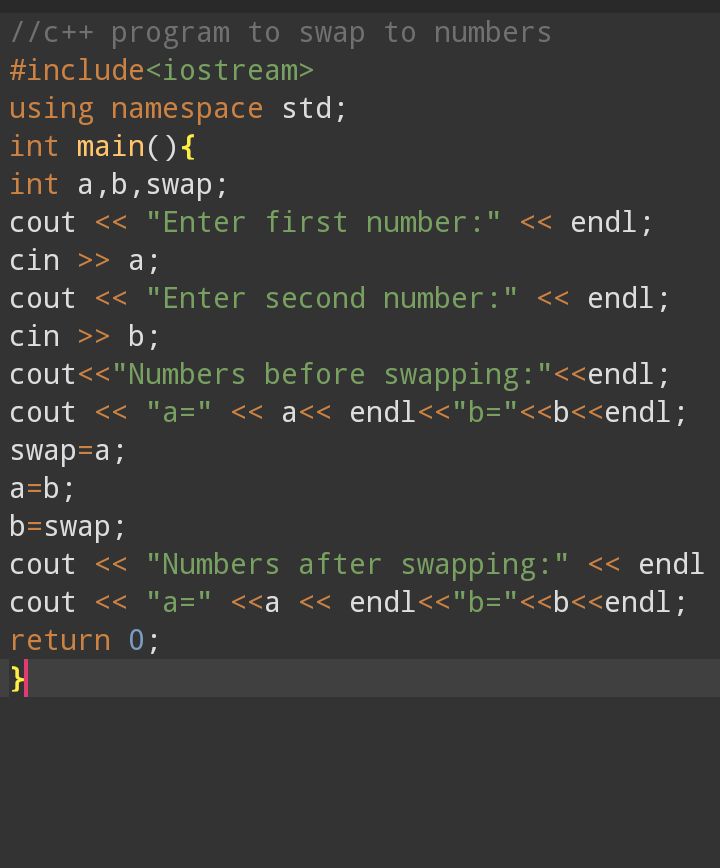 //c++ program to swap to numbers
#include<iostream>
using namespace std;
int main(){
int a,b,swap;
cout << "Enter first number:" << endl;
cin >> a;
cout << "Enter second number:" << endl;
cin >> b;
cout<<"Numbers before swapping:"<<endl;
cout << "a=" << a<< endl<<"b="<<b<<endl;
swap=a;
a=b;
b=swap;
cout << "Numbers after swapping:" << endl
cout << "a=" <<a << endl<<"b="<<b<<endl;
return 0;
}